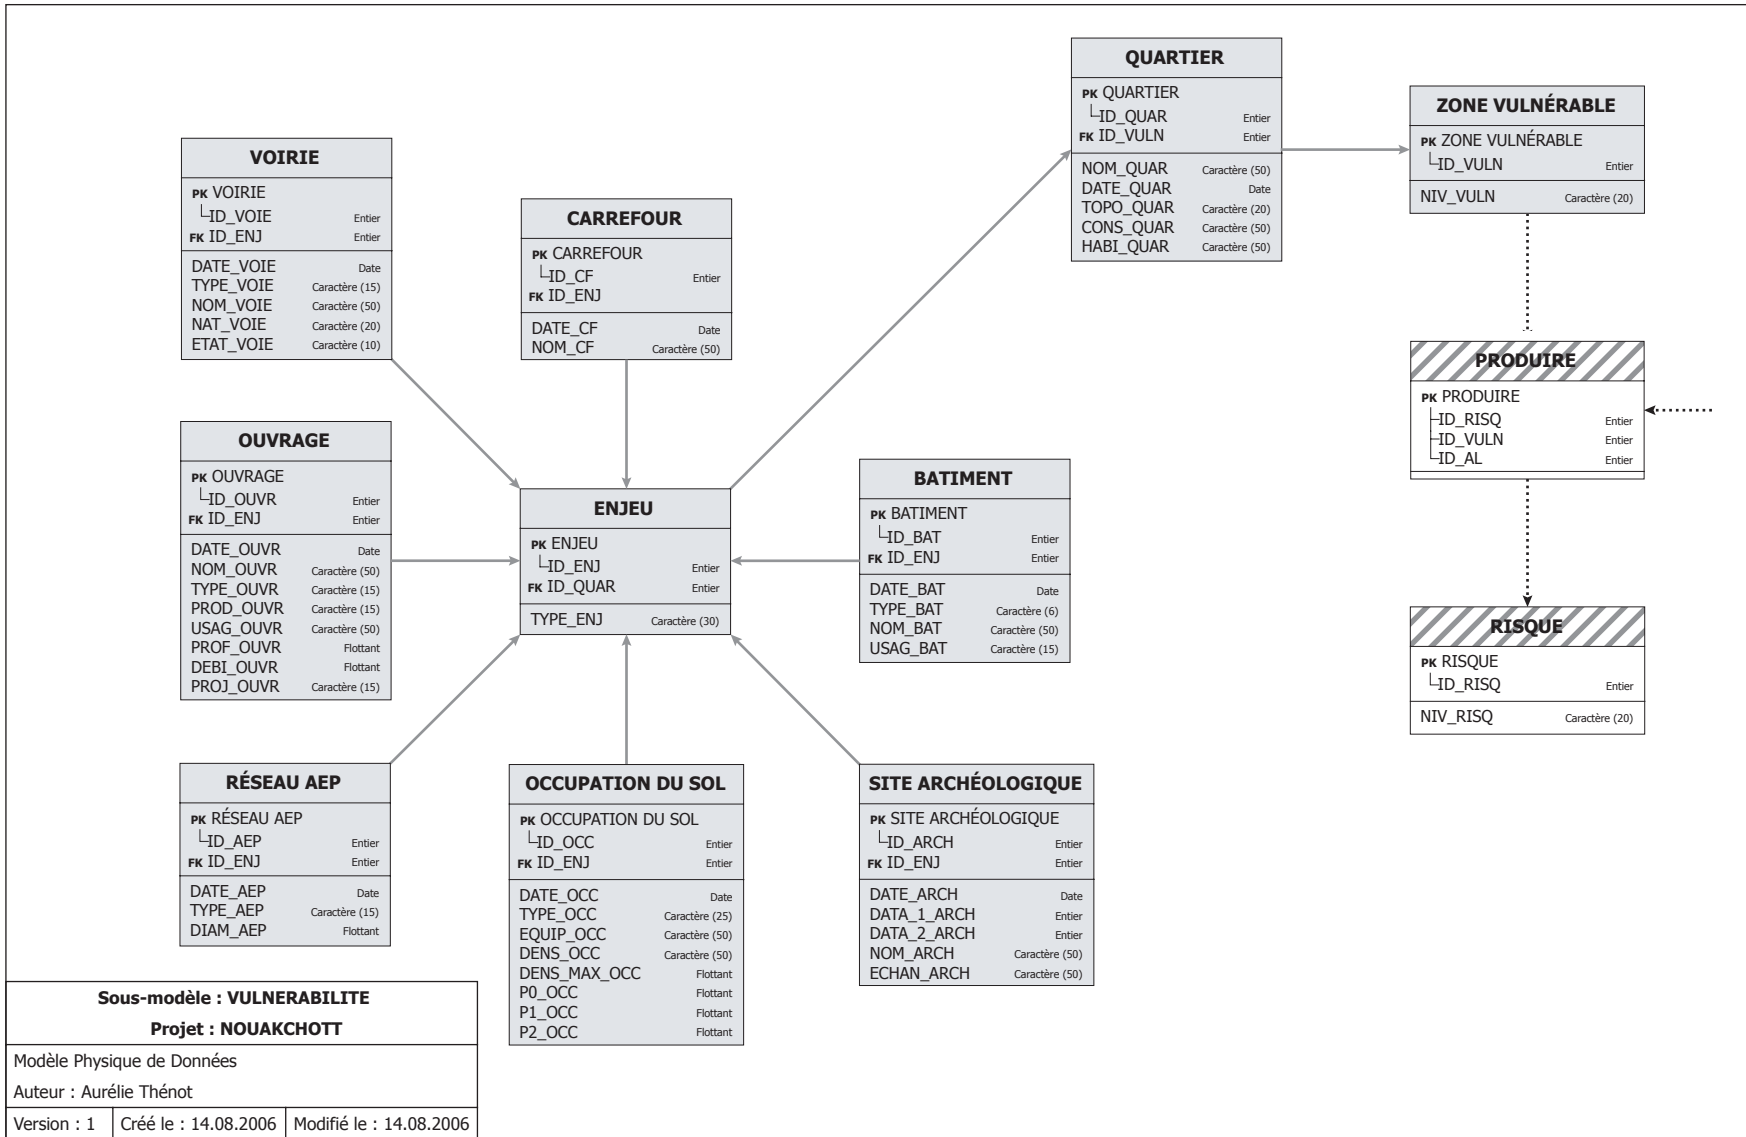 QUARTIER
PK QUARTIER
ID_QUAR Entier
FK ID_VULN Entier
NOM_QUAR Caractère (50)
DATE_QUAR Date
TOPO_QUAR Caractère (20)
CONS_QUAR Caractère (50)
HABI_QUAR Caractère (50)
ZONE VULNÉRABLE
PK ZONE VULNÉRABLE
ID_VULN Entier
NIV_VULN Caractère (20)
VOIRIE
PK VOIRIE
ID_VOIE Entier
FK ID_ENJ Entier
DATE_VOIE Date
TYPE_VOIE Caractère (15)
NOM_VOIE Caractère (50)
NAT_VOIE Caractère (20)
ETAT_VOIE Caractère (10)
CARREFOUR
PK CARREFOUR
ID_CF Entier
FK ID_ENJ
DATE_CF Date
NOM_CF Caractère (50)
PRODUIRE
PK PRODUIRE
ID_RISQ Entier
ID_VULN Entier
ID_AL Entier
OUVRAGE
PK OUVRAGE
ID_OUVR Entier
FK ID_ENJ Entier
DATE_OUVR Date
NOM_OUVR Caractère (50)
TYPE_OUVR Caractère (15)
PROD_OUVR Caractère (15)
USAG_OUVR Caractère (50)
PROF_OUVR Flottant
DEBI_OUVR Flottant
PROJ_OUVR Caractère (15)
ENJEU
PK ENJEU
ID_ENJ Entier
FK ID_QUAR Entier
TYPE_ENJ Caractère (30)
BATIMENT
PK BATIMENT
ID_BAT Entier
FK ID_ENJ Entier
DATE_BAT Date
TYPE_BAT Caractère (6)
NOM_BAT Caractère (50)
USAG_BAT Caractère (15)
RISQUE
PK RISQUE
ID_RISQ Entier
NIV_RISQ Caractère (20)
RÉSEAU AEP
PK RÉSEAU AEP
ID_AEP Entier
FK ID_ENJ Entier
DATE_AEP Date
TYPE_AEP Caractère (15)
DIAM_AEP Flottant
OCCUPATION DU SOL
PK OCCUPATION DU SOL
ID_OCC Entier
FK ID_ENJ Entier
DATE_OCC Date
TYPE_OCC Caractère (25)
EQUIP_OCC Caractère (50)
DENS_OCC Caractère (50)
DENS_MAX_OCC Flottant
P0_OCC Flottant
P1_OCC Flottant
P2_OCC Flottant
SITE ARCHÉOLOGIQUE
PK SITE ARCHÉOLOGIQUE
ID_ARCH Entier
FK ID_ENJ Entier
DATE_ARCH Date
DATA_1_ARCH Entier
DATA_2_ARCH Entier
NOM_ARCH Caractère (50)
ECHAN_ARCH Caractère (50)
Sous-modèle : VULNERABILITE
Projet : NOUAKCHOTT
Modèle Physique de Données
Auteur : Aurélie Thénot
Version : 1 Créé le : 14.08.2006 Modifié le : 14.08.2006